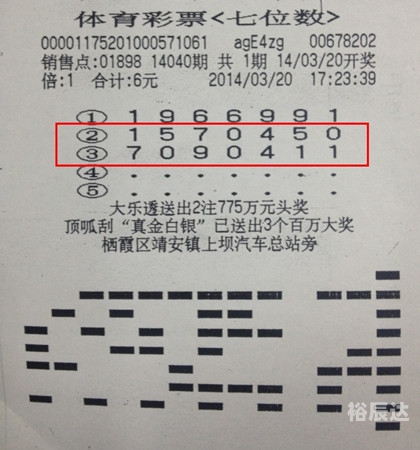 体育彩票<七位数>
00001175201000571061 agE4zg 00678202
销售点:01898 14040期 共 1期 14/03/20开奖
倍:1 合计:6元 2014/03/20 17:23:39
① 1 9 6 6 9 9 1
② 1 5 7 0 4 5 0
③ 7 0 9 0 4 1 1
④ . . . . . . .
⑤ . . . . . . .
大乐透送出2注775万元头奖
顶呱刮“真金白银”已送出3个百万大奖
栖霞区靖安镇上坝汽车总站旁
裕辰达